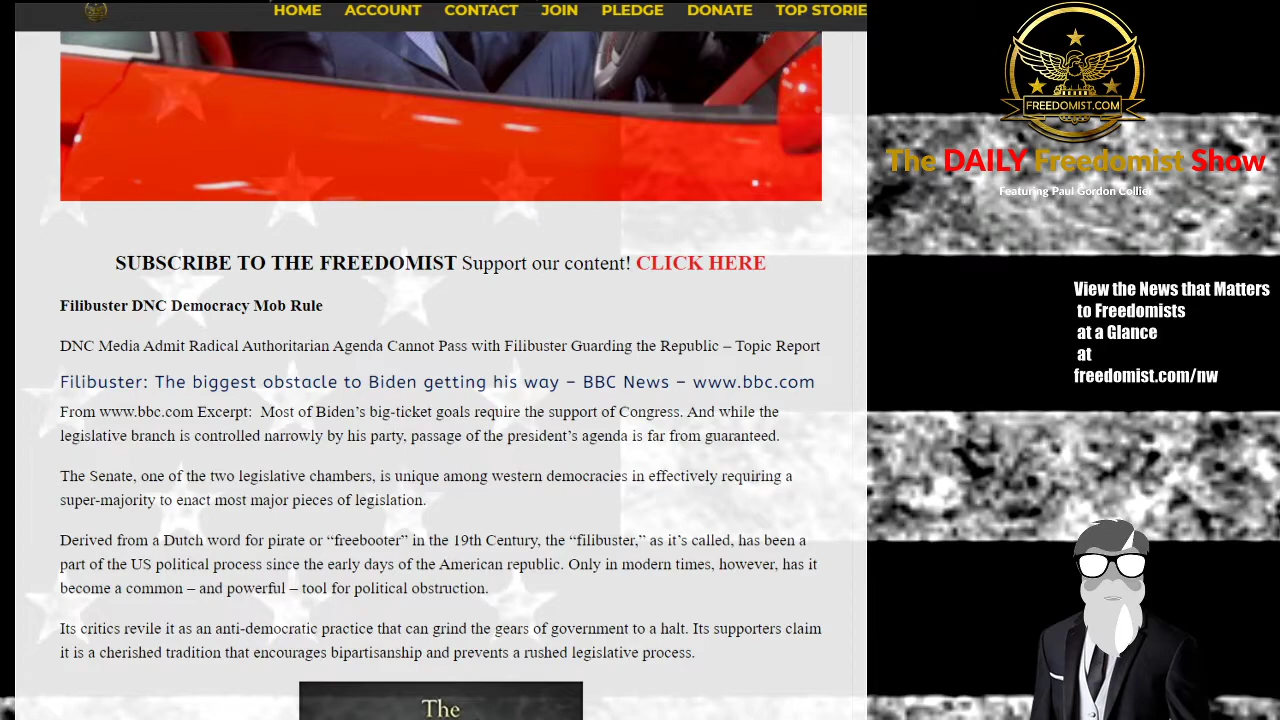 HOME ACCOUNT CONTACT JOIN PLEDGE DONATE TOP STORIE
FREEDOMIST.COM
The DAILY Freedomist Show
Featuring Paul Gordon Collier
SUBSCRIBE TO THE FREEDOMIST Support our content! CLICK HERE
Filibuster DNC Democracy Mob Rule
DNC Media Admit Radical Authoritarian Agenda Cannot Pass with Filibuster Guarding the Republic – Topic Report
Filibuster: The biggest obstacle to Biden getting his way – BBC News – www.bbc.com
From www.bbc.com Excerpt: Most of Biden’s big-ticket goals require the support of Congress. And while the
legislative branch is controlled narrowly by his party, passage of the president’s agenda is far from guaranteed.
The Senate, one of the two legislative chambers, is unique among western democracies in effectively requiring a
super-majority to enact most major pieces of legislation.
Derived from a Dutch word for pirate or “freebooter” in the 19th Century, the “filibuster,” as it’s called, has been a
part of the US political process since the early days of the American republic. Only in modern times, however, has it
become a common – and powerful – tool for political obstruction.
Its critics revile it as an anti-democratic practice that can grind the gears of government to a halt. Its supporters claim
it is a cherished tradition that encourages bipartisanship and prevents a rushed legislative process.
The
View the News that Matters
to Freedomists
at a Glance
at
freedomist.com/nw